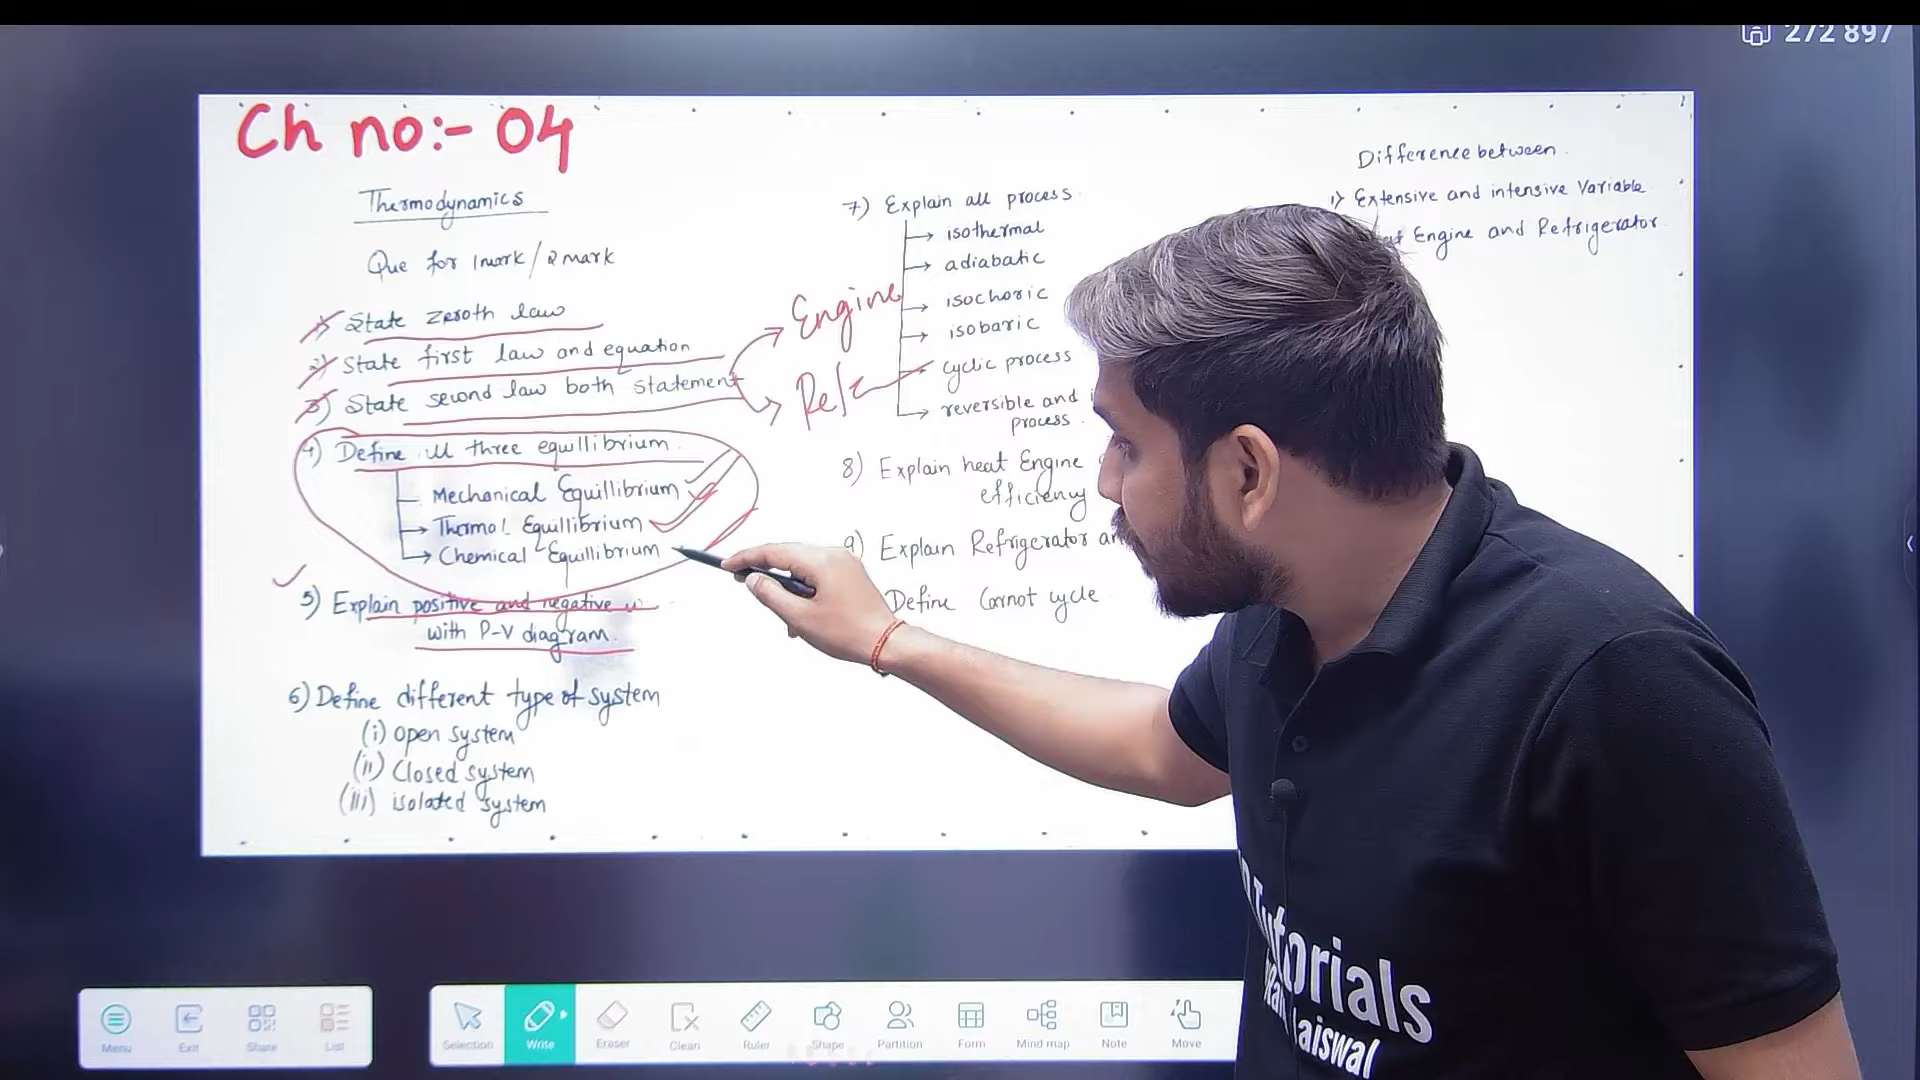 272 897
Ch no:- 04
Thermodynamics
Que for 1mark/2mark
1) State zeroth law
2) State first law and equation
3) State second law both statement
4) Define all three equillibrium
Mechanical Equillibrium
Thermal Equillibrium
Chemical Equillibrium
5) Explain positive and negative
with P-V diagram.
6) Define different type of system
(i) open system
(ii) Closed system
(iii) isolated system
Engine
7) Explain all process
isothermal
adiabatic
isochoric
isobaric
cyclic process
reversible and
process
8) Explain heat Engine
efficiency
9) Explain Refrigerator an
Define Carnot cycle
Difference between
1) Extensive and intensive Variable
Engine and Refrigerator
Tutorials
aiswal
Menu
Exit
Share
List
Selection
Write
Eraser
Clean
Ruler
Shape
Partition
Form
Mind map
Note
Move